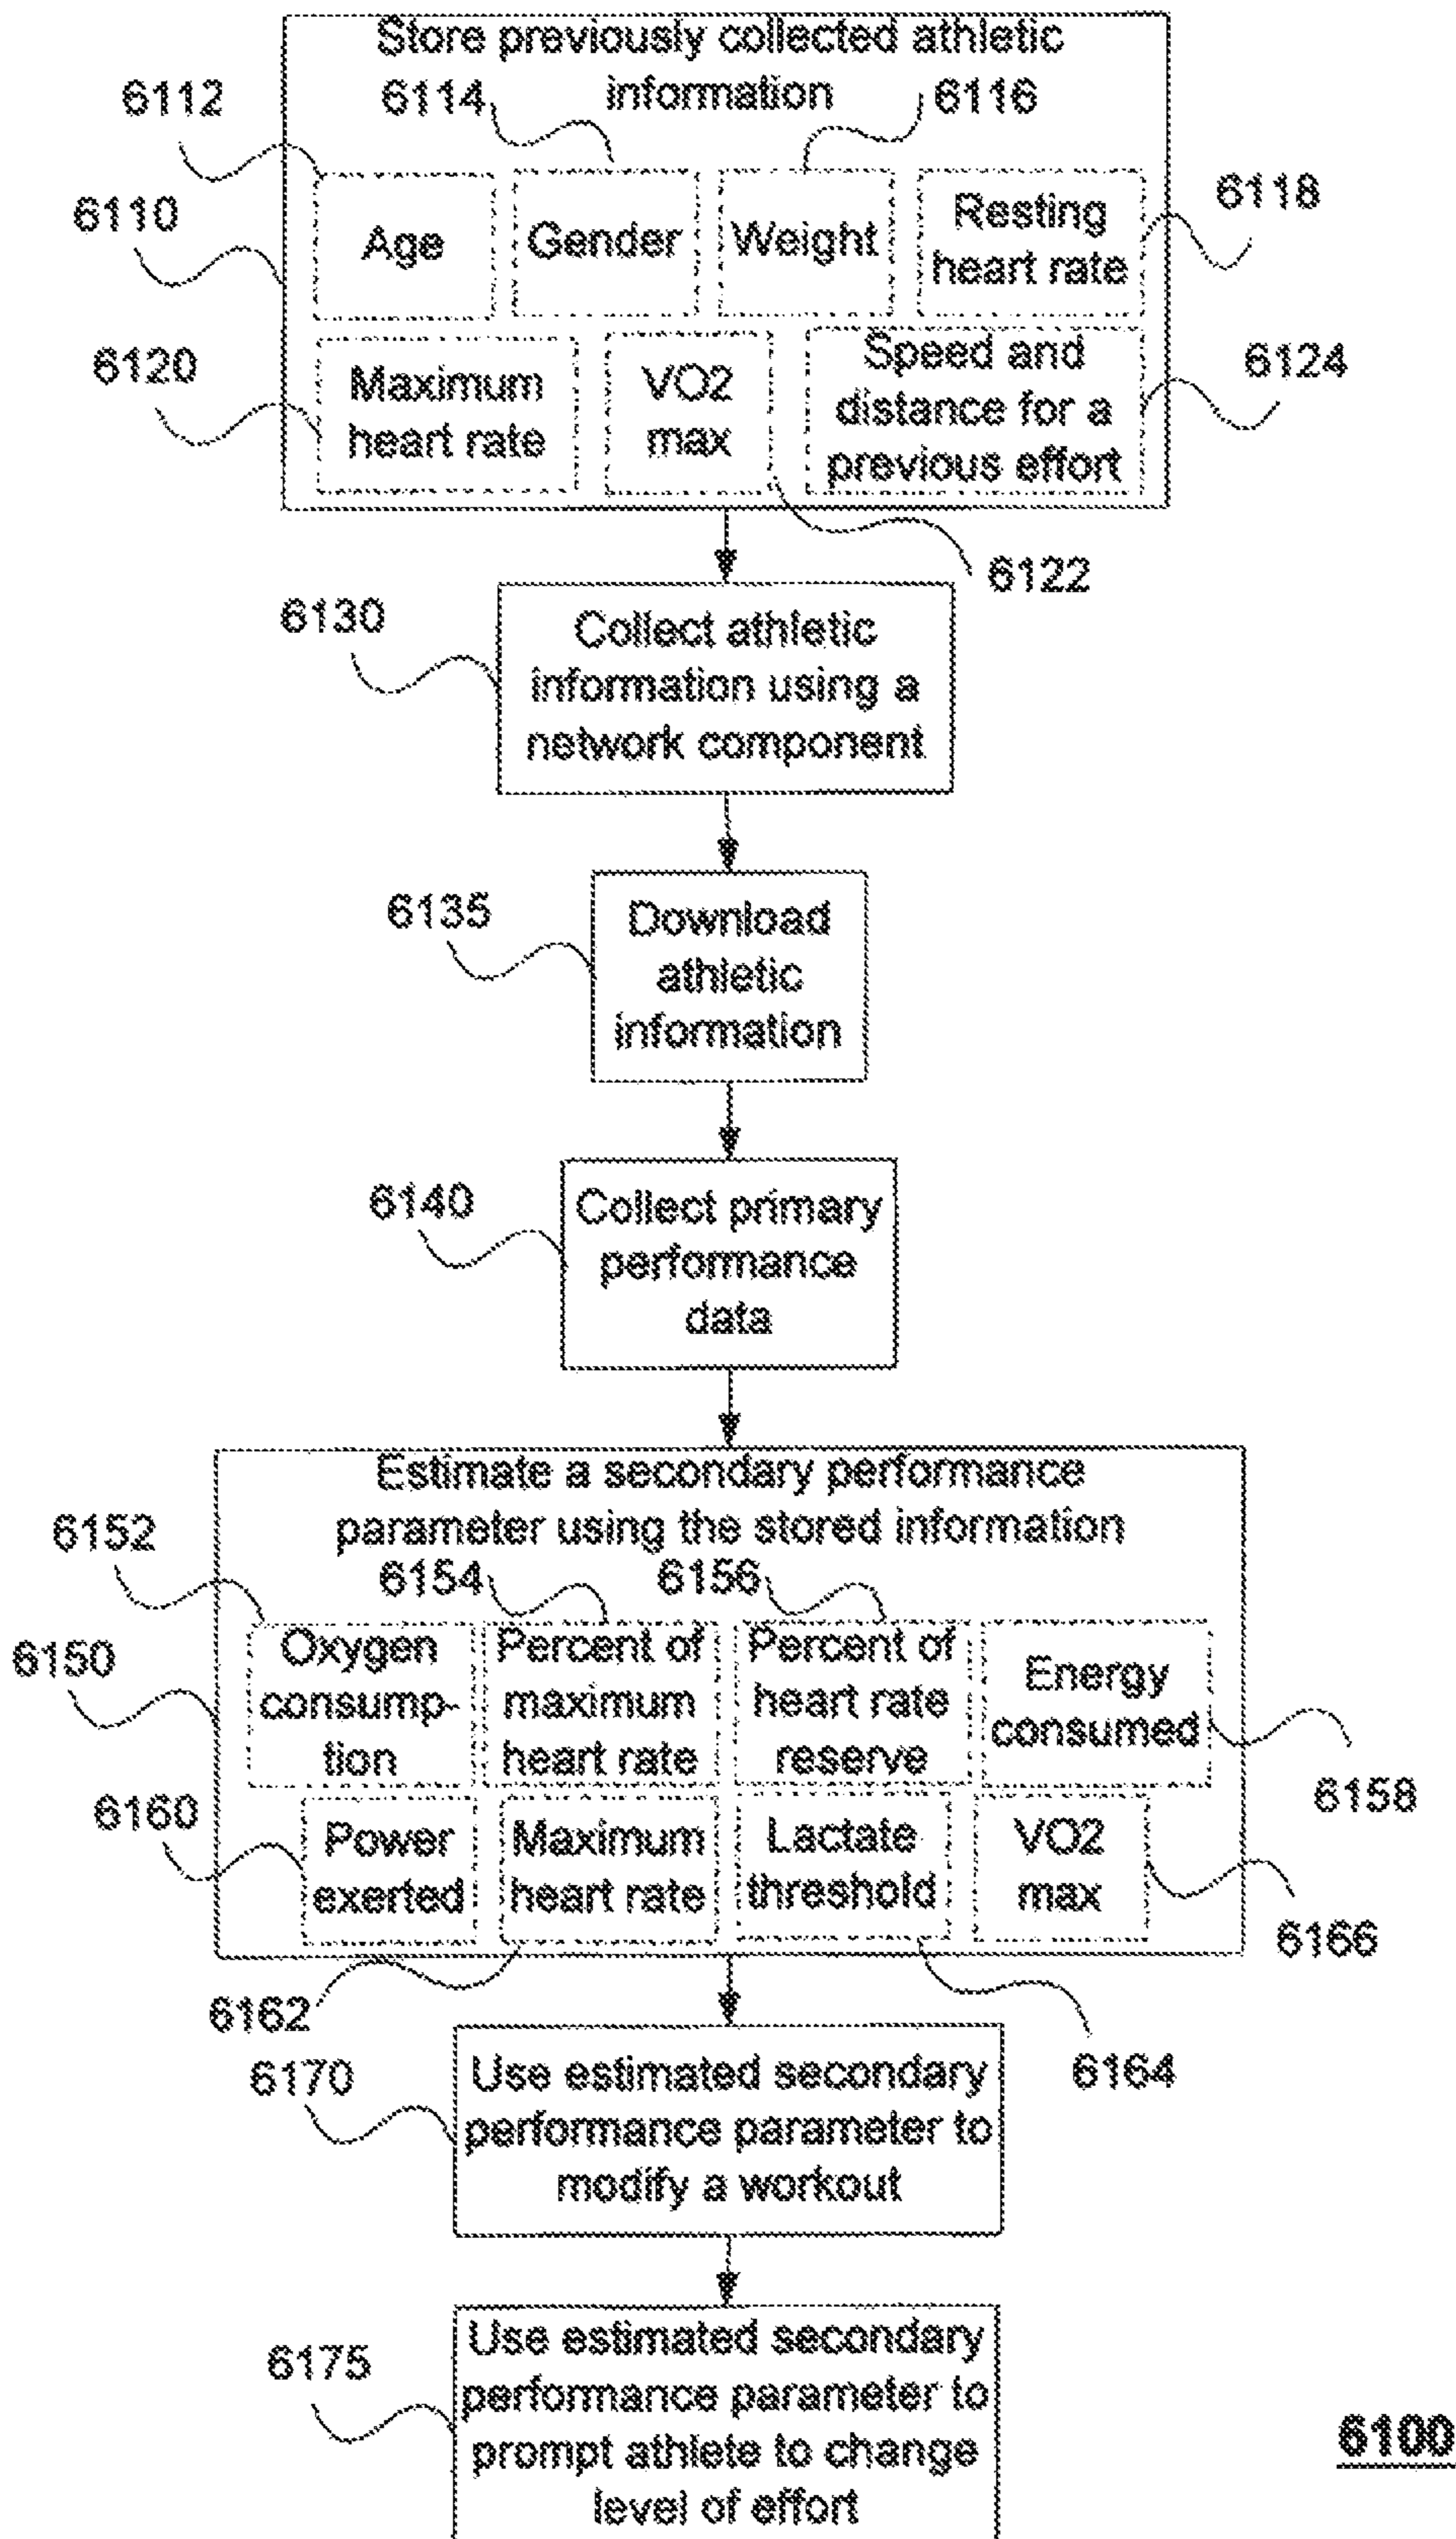 Store previously collected athletic
information
6112
6114
6116
6110
Age
Gender
Weight
Resting
heart rate
6118
6120
Maximum
heart rate
VO2
max
Speed and
distance for a
previous effort
6124
6122
6130
Collect athletic
information using a
network component
6135
Download
athletic
information
6140
Collect primary
performance
data
Estimate a secondary performance
parameter using the stored information
6152
6154
6156
6150
Oxygen
consump-
tion
Percent of
maximum
heart rate
Percent of
heart rate
reserve
Energy
consumed
6158
6160
Power
exerted
Maximum
heart rate
Lactate
threshold
VO2
max
6166
6162
6164
6170
Use estimated secondary
performance parameter to
modify a workout
6175
Use estimated secondary
performance parameter to
prompt athlete to change
level of effort
6100